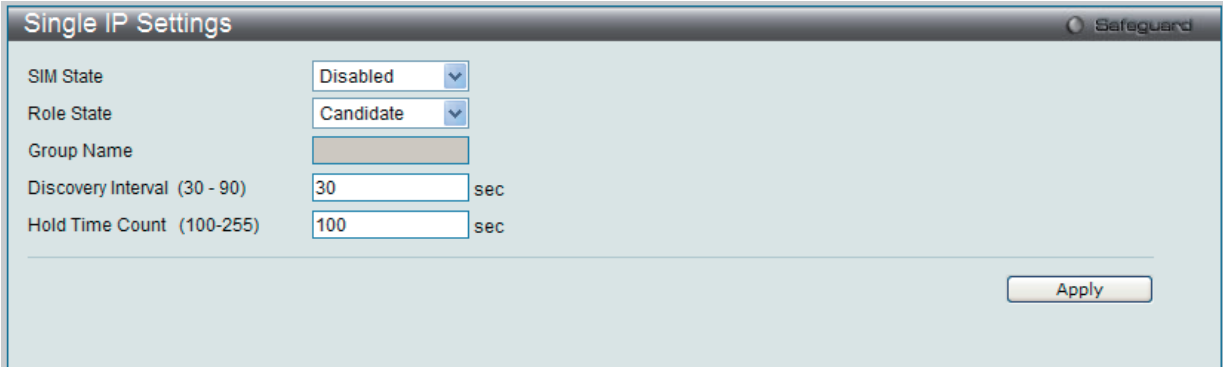 Single IP Settings Safeguard
SIM State Disabled
Role State Candidate
Group Name
Discovery Interval (30 - 90) 30 sec
Hold Time Count (100-255) 100 sec
Apply